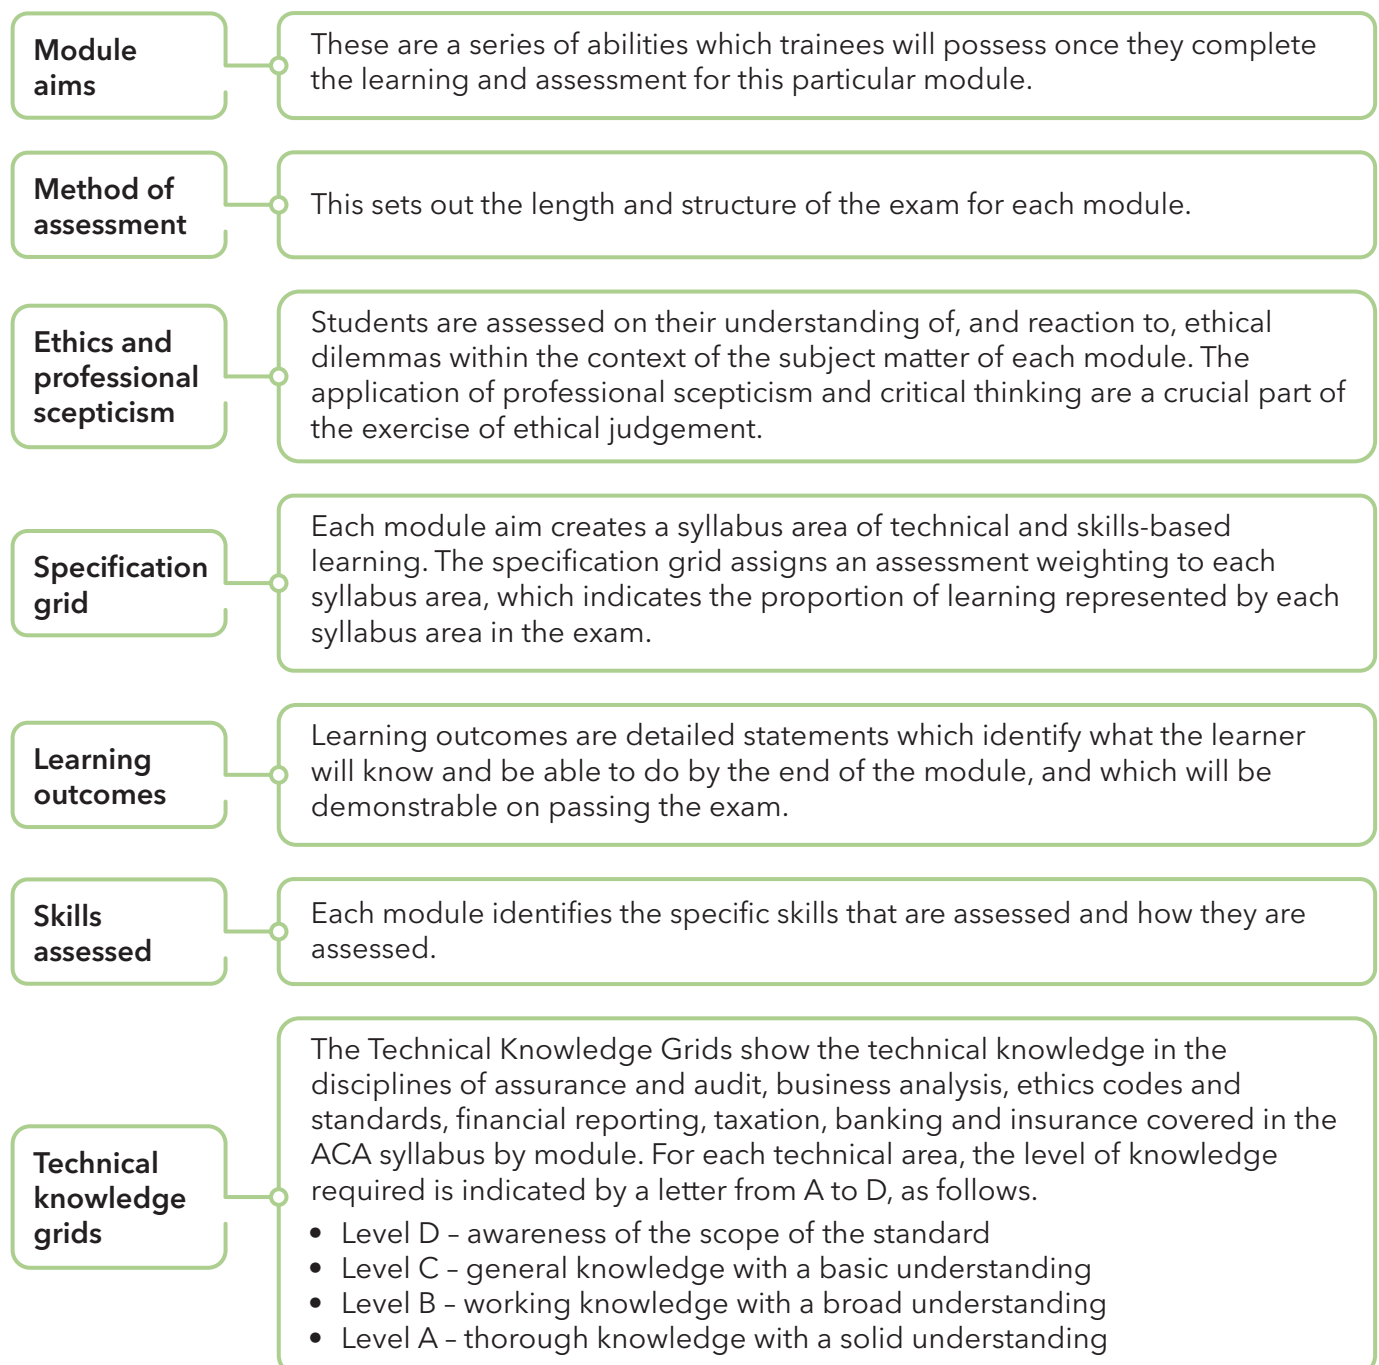 Module
aims
These are a series of abilities which trainees will possess once they complete
the learning and assessment for this particular module.
Method of
assessment
This sets out the length and structure of the exam for each module.
Ethics and
professional
scepticism
Students are assessed on their understanding of, and reaction to, ethical
dilemmas within the context of the subject matter of each module. The
application of professional scepticism and critical thinking are a crucial part of
the exercise of ethical judgement.
Specification
grid
Each module aim creates a syllabus area of technical and skills-based
learning. The specification grid assigns an assessment weighting to each
syllabus area, which indicates the proportion of learning represented by each
syllabus area in the exam.
Learning
outcomes
Learning outcomes are detailed statements which identify what the learner
will know and be able to do by the end of the module, and which will be
demonstrable on passing the exam.
Skills
assessed
Each module identifies the specific skills that are assessed and how they are
assessed.
Technical
knowledge
grids
The Technical Knowledge Grids show the technical knowledge in the
disciplines of assurance and audit, business analysis, ethics codes and
standards, financial reporting, taxation, banking and insurance covered in the
ACA syllabus by module. For each technical area, the level of knowledge
required is indicated by a letter from A to D, as follows.
• Level D – awareness of the scope of the standard
• Level C – general knowledge with a basic understanding
• Level B – working knowledge with a broad understanding
• Level A – thorough knowledge with a solid understanding